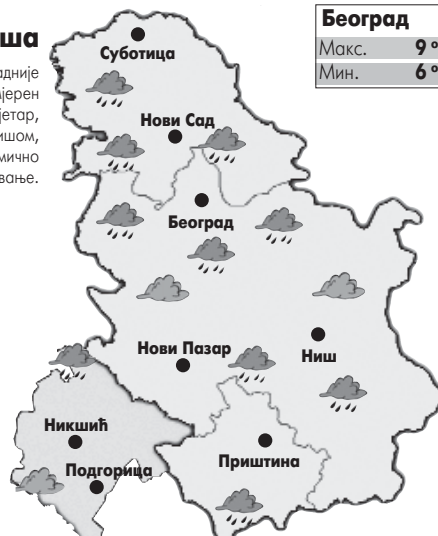 ша
адније
мјерен
јетар,
ишом,
мично
вање.
Београд
Макс. 9°
Мин. 6°
Суботица
Нови Сад
Београд
Нови Пазар
Ниш
Никшић
Подгорица
Приштина